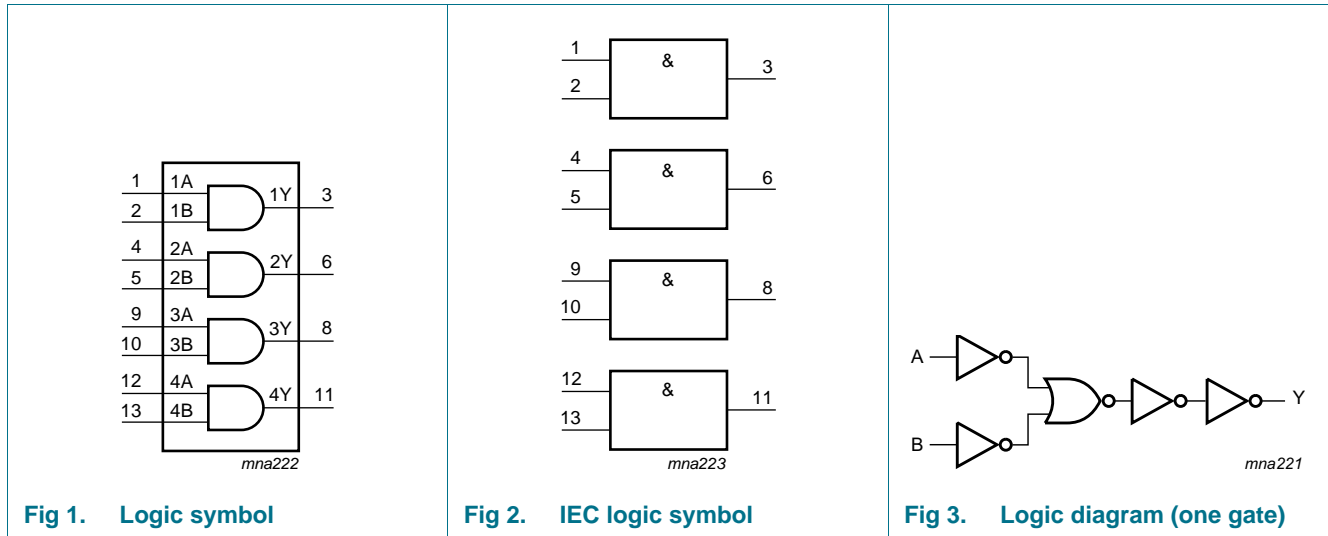 1 1A 1Y 3
2 1B
4 2A 2Y 6
5 2B
9 3A 3Y 8
10 3B
12 4A 4Y 11
13 4B
mna222
Fig 1. Logic symbol
1 & 3
2
4 & 6
5
9 & 8
10
12 & 11
13
mna223
Fig 2. IEC logic symbol
A
Y
B
mna221
Fig 3. Logic diagram (one gate)